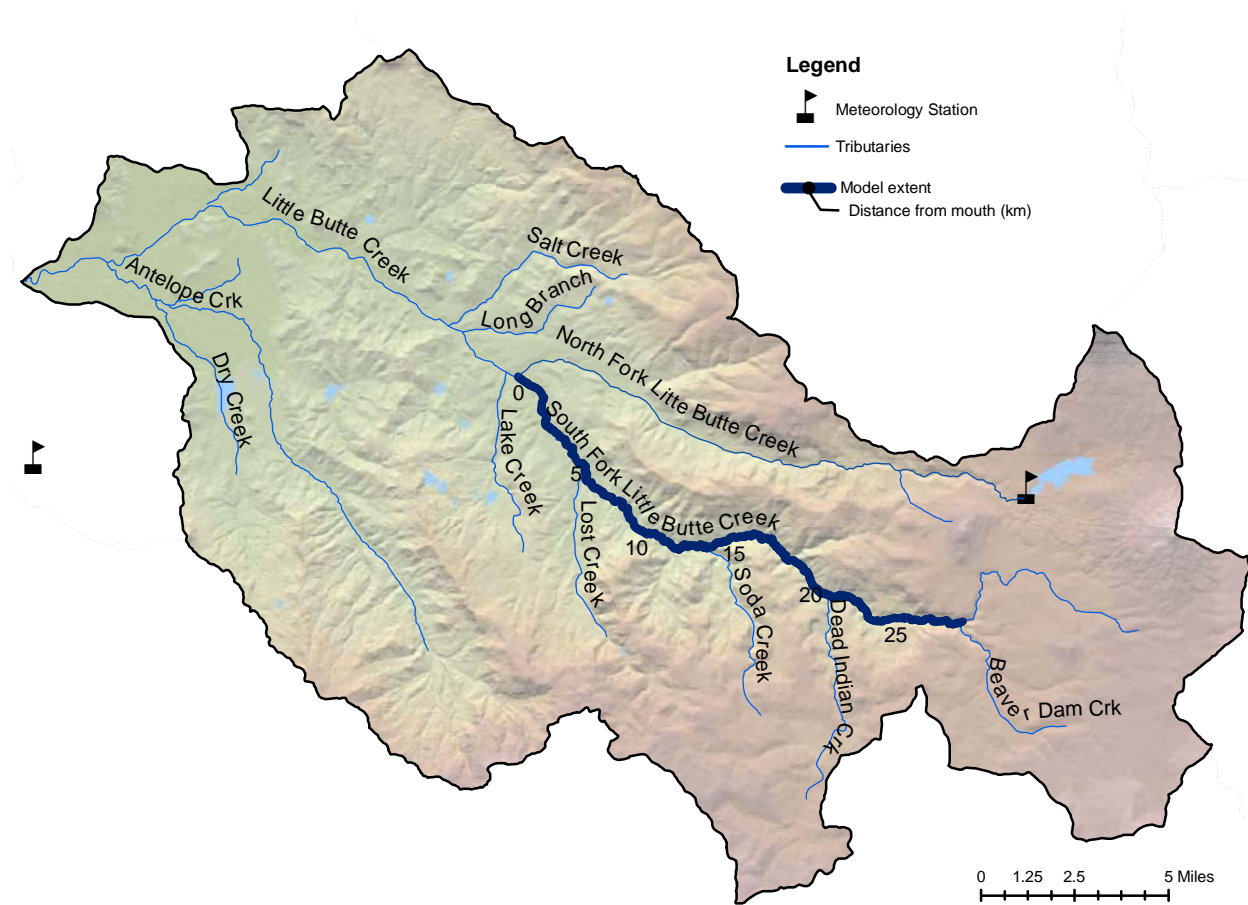 Legend
Meteorology Station
Tributaries
Model extent
Distance from mouth (km)
Little Butte Creek
Salt Creek
Long Branch
Antelope Crk
North Fork Litte Butte Creek
Dry Creek
0
South Fork Little Butte Creek
Lake Creek
5
Lost Creek
10
15
Soda Creek
20
Dead Indian Crk
25
Beaver Dam Crk
0 1.25 2.5 5 Miles